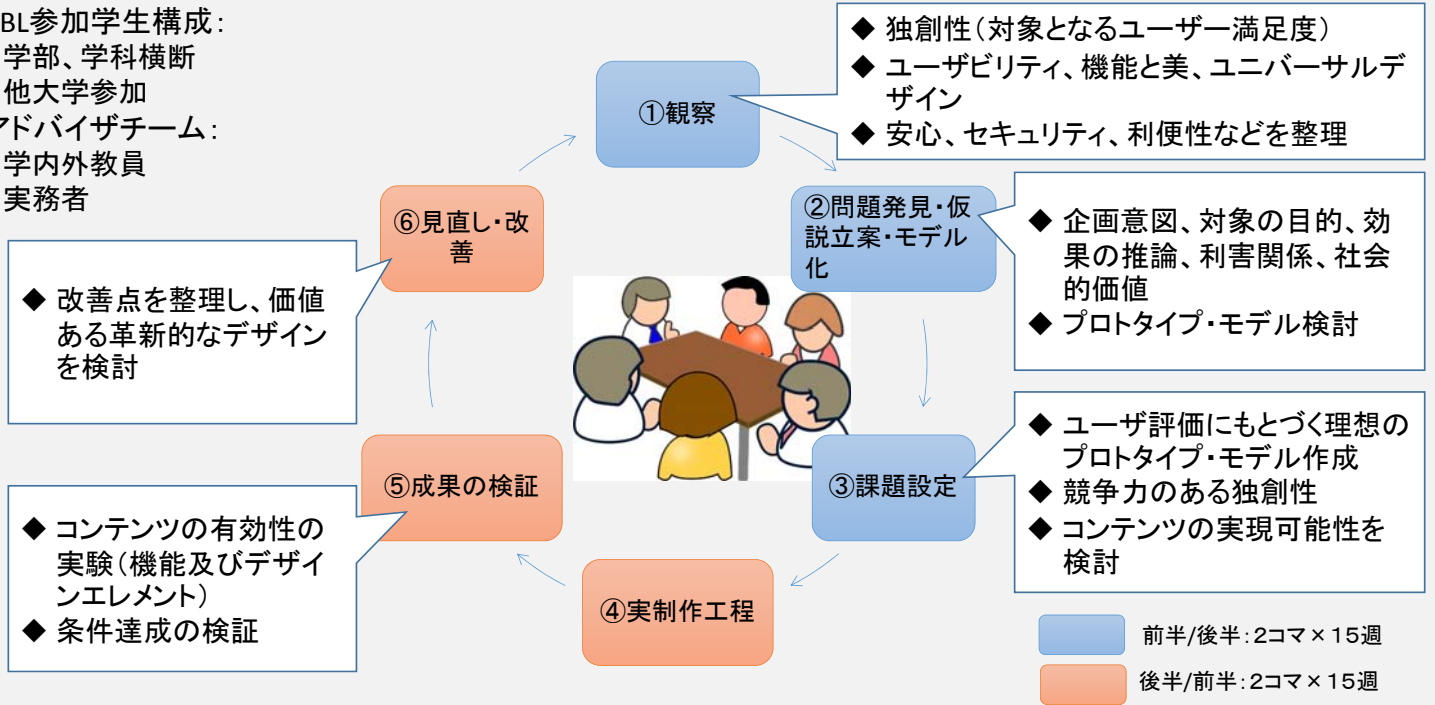 BL参加学生構成:
学部、学科横断
他大学参加
アドバイザチーム:
学内外教員
実務者
①観察
◆ 独創性(対象となるユーザー満足度)
◆ ユーザビリティ、機能と美、ユニバーサルデ
ザイン
◆ 安心、セキュリティ、利便性などを整理
②問題発見・仮
説立案・モデル
化
◆ 企画意図、対象の目的、効
果の推論、利害関係、社会
的価値
◆ プロトタイプ・モデル検討
③課題設定
◆ ユーザ評価にもとづく理想の
プロトタイプ・モデル作成
◆ 競争力のある独創性
◆ コンテンツの実現可能性を
検討
④実制作工程
⑤成果の検証
◆ コンテンツの有効性の
実験(機能及びデザイ
ンエレメント)
◆ 条件達成の検証
⑥見直し・改
善
◆ 改善点を整理し、価値
ある革新的なデザイン
を検討
前半/後半:2コマ×15週
後半/前半:2コマ×15週